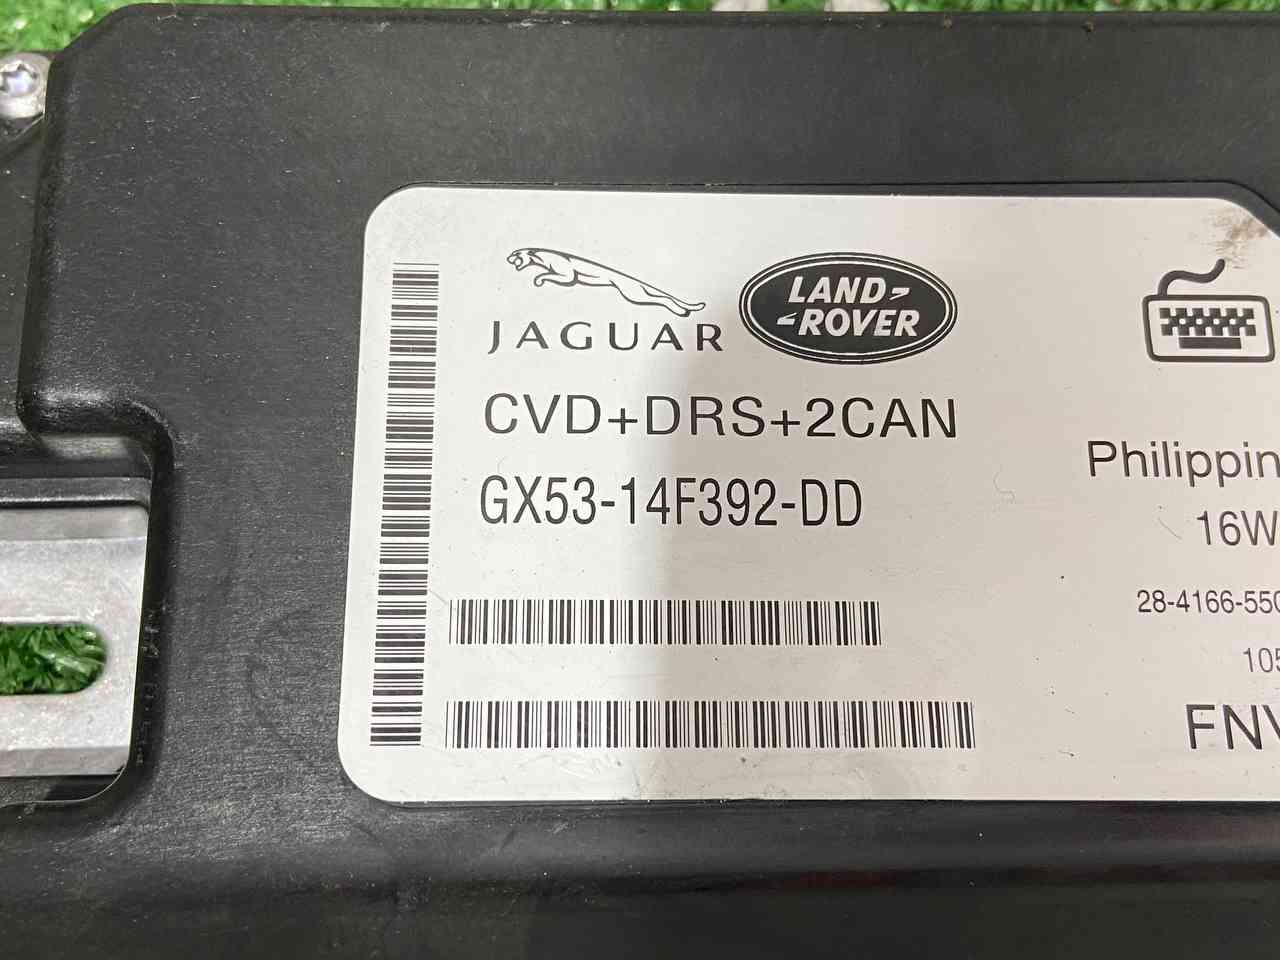 JAGUAR
LAND-
-ROVER
CVD+DRS+2CAN
GX53-14F392-DD
Philippin
16W
28-4166-550
105
FNV